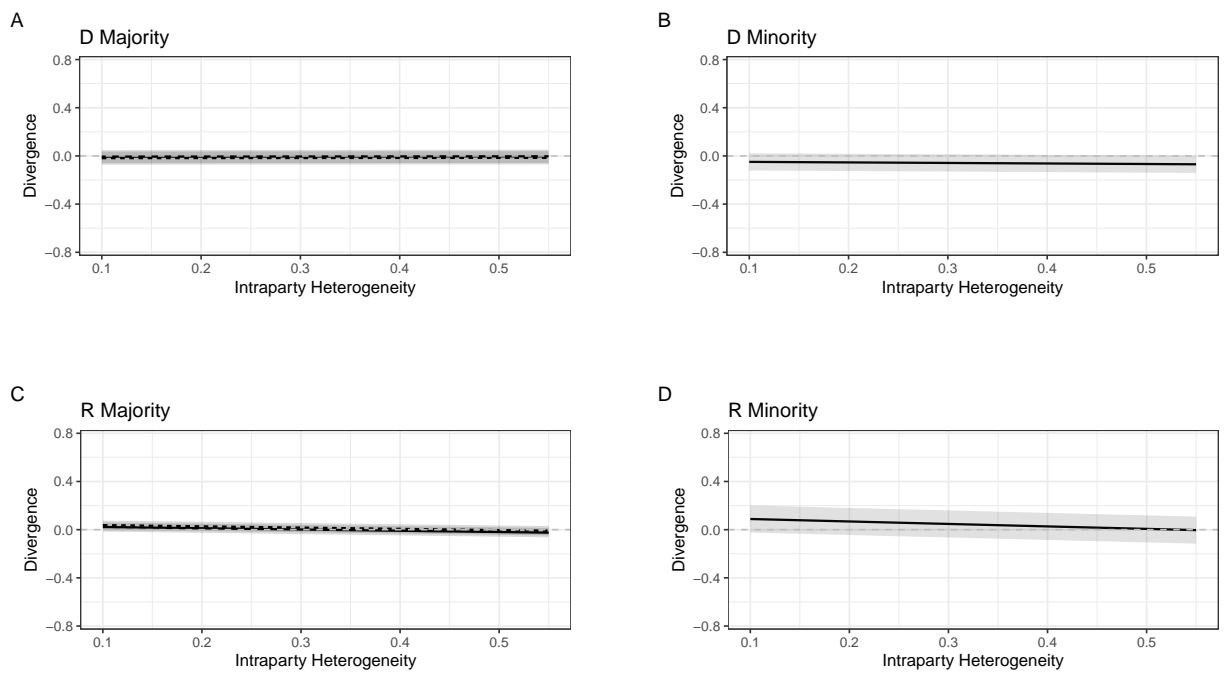 A
D Majority
0.8
0.4
0.0
−0.4
−0.8
Divergence
0.1 0.2 0.3 0.4 0.5
Intraparty Heterogeneity
B
D Minority
0.8
0.4
0.0
−0.4
−0.8
Divergence
0.1 0.2 0.3 0.4 0.5
Intraparty Heterogeneity
C
R Majority
0.8
0.4
0.0
−0.4
−0.8
Divergence
0.1 0.2 0.3 0.4 0.5
Intraparty Heterogeneity
D
R Minority
0.8
0.4
0.0
−0.4
−0.8
Divergence
0.1 0.2 0.3 0.4 0.5
Intraparty Heterogeneity